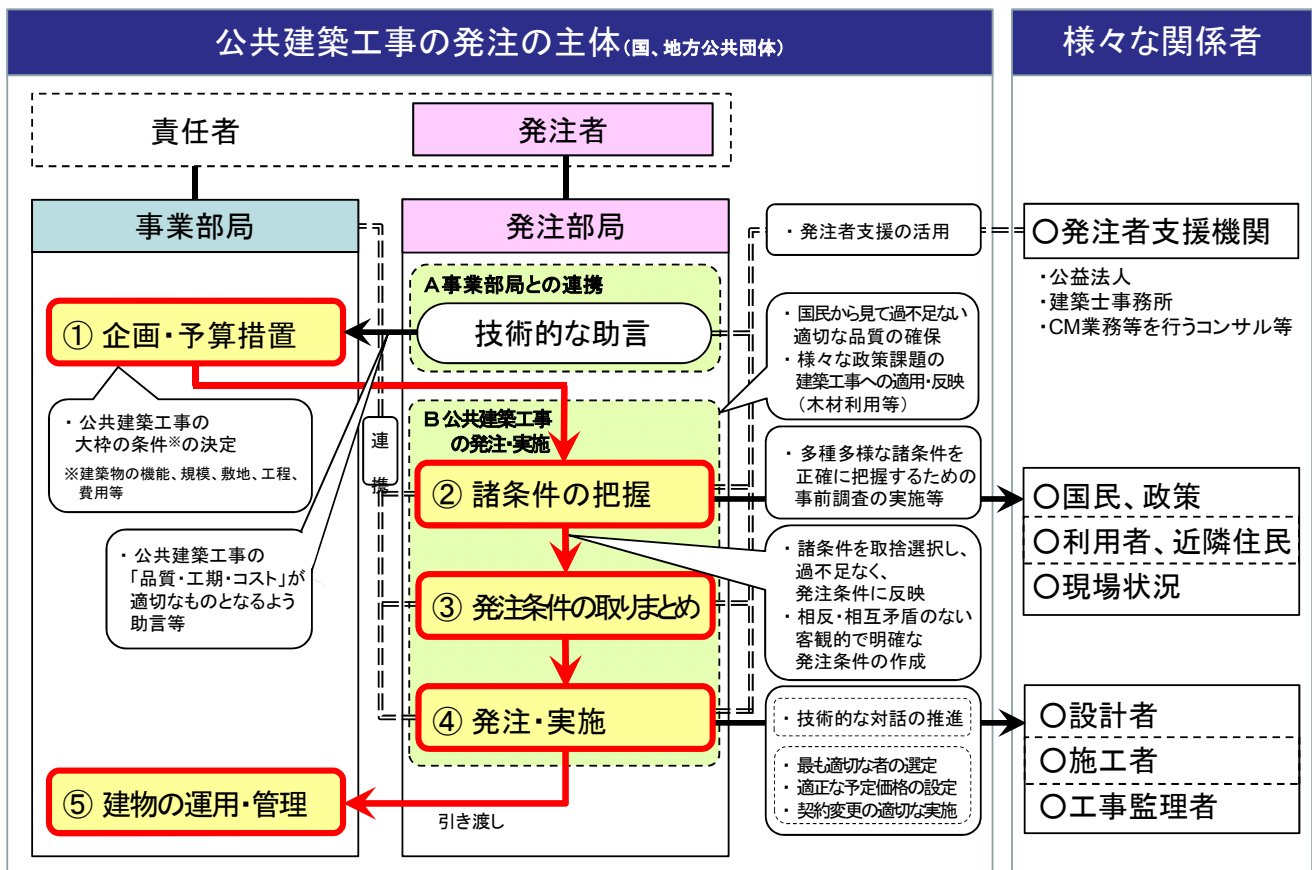 公共建築工事の発注の主体(国、地方公共団体)
様々な関係者
責任者
発注者
事業部局
発注部局
・発注者支援の活用
○発注者支援機関
・公益法人
・建築士事務所
・CM業務等を行うコンサル等
A事業部局との連携
技術的な助言
① 企画・予算措置
・国民から見て過不足ない
適切な品質の確保
・様々な政策課題の
建築工事への適用・反映
(木材利用等)
・公共建築工事の
大枠の条件※の決定
※建築物の機能、規模、敷地、工程、
費用等
連
携
B公共建築工事
の発注・実施
② 諸条件の把握
・多種多様な諸条件を
正確に把握するための
事前調査の実施等
○国民、政策
○利用者、近隣住民
○現場状況
・公共建築工事の
「品質・工期・コスト」が
適切なものとなるよう
助言等
・諸条件を取捨選択し、
過不足なく、
発注条件に反映
・相反・相互矛盾のない
客観的で明確な
発注条件の作成
③ 発注条件の取りまとめ
④ 発注・実施
・技術的な対話の推進
・最も適切な者の選定
・適正な予定価格の設定
・契約変更の適切な実施
○設計者
○施工者
○工事監理者
⑤ 建物の運用・管理
引き渡し